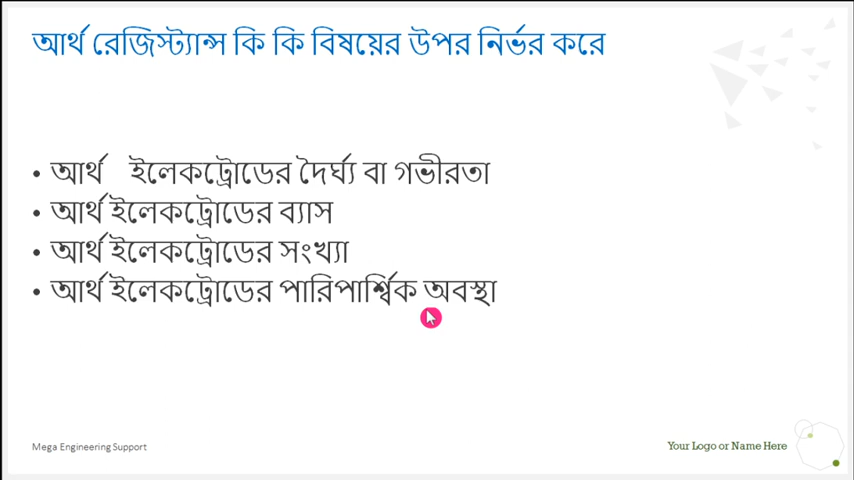 আর্থ রেজিস্ট্যান্স কি কি বিষয়ের উপর নির্ভর করে
• আর্থ ইলেকট্রোডের দৈর্ঘ্য বা গভীরতা
• আর্থ ইলেকট্রোডের ব্যাস
• আর্থ ইলেকট্রোডের সংখ্যা
• আর্থ ইলেকট্রোডের পারিপার্শ্বিক অবস্থা
Mega Engineering Support
Your Logo or Name Here